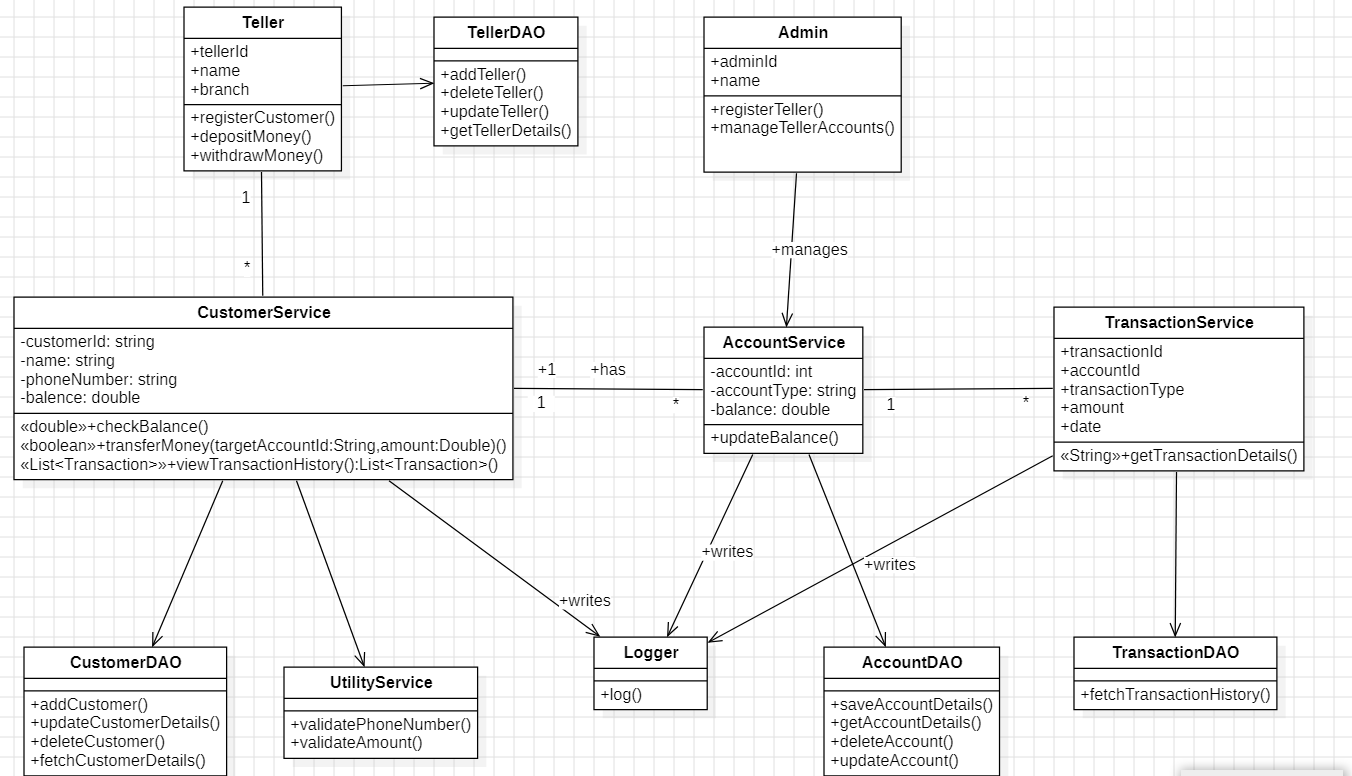 Teller
+tellerId
+name
+branch
+registerCustomer()
+depositMoney()
+withdrawMoney()
TellerDAO
+addTeller()
+deleteTeller()
+updateTeller()
+getTellerDetails()
Admin
+adminId
+name
+registerTeller()
+manageTellerAccounts()
1
*
+manages
CustomerService
-customerId: string
-name: string
-phoneNumber: string
-balence: double
«double»+checkBalance()
«boolean»+transferMoney(targetAccountId:String,amount:Double)()
«List<Transaction>»+viewTransactionHistory():List<Transaction>()
+1
+has
1
*
AccountService
-accountId: int
-accountType: string
-balance: double
+updateBalance()
1
*
TransactionService
+transactionId
+accountId
+transactionType
+amount
+date
«String»+getTransactionDetails()
+writes
+writes
+writes
CustomerDAO
+addCustomer()
+updateCustomerDetails()
+deleteCustomer()
+fetchCustomerDetails()
UtilityService
+validatePhoneNumber()
+validateAmount()
Logger
+log()
AccountDAO
+saveAccountDetails()
+getAccountDetails()
+deleteAccount()
+updateAccount()
TransactionDAO
+fetchTransactionHistory()